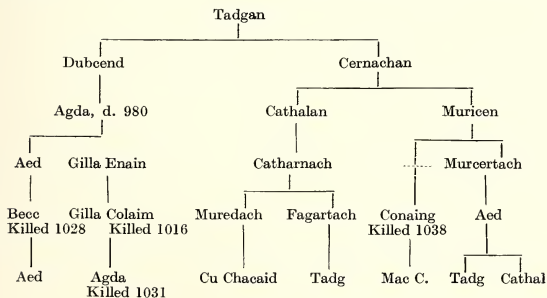 Tadgan
Dubcend Cernachan
Agda, d. 980 Cathalan Muricen
Aed Gilla Enain Catharnach Murcertach
Becc Gilla Colaim Muredach Fagartach Conaing Aed
Killed 1028 Killed 1016 Killed 1038
Aed Agda Cu Chacaid Tadg Mac C. Tadg Cathal
Killed 1031